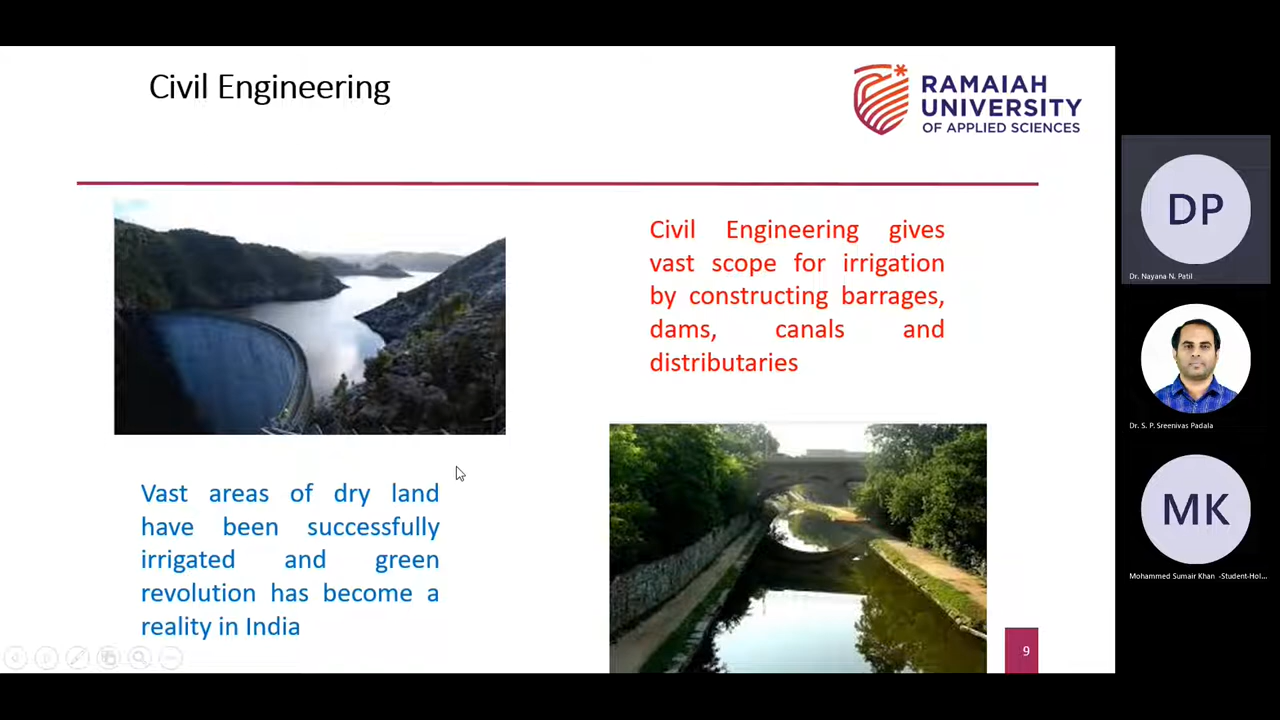 Civil Engineering
RAMAIAH
UNIVERSITY
OF APPLIED SCIENCES
Civil Engineering gives
vast scope for irrigation
by constructing barrages,
dams, canals and
distributaries
Vast areas of dry land
have been successfully
irrigated and green
revolution has become a
reality in India
9
DP
Dr. Nayana N. Patil
Dr. S. P. Sreenivas Padala
MK
Mohammed Sumair Khan -Student-Hol...